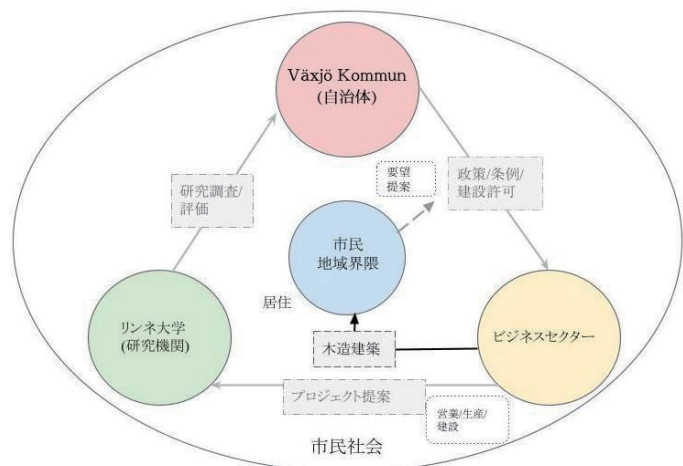 Växjö Kommun
(自治体)
要望
提案
政策/条例/
建設許可
研究調査/
評価
市民
地域界隈
居住
リンネ大学
(研究機関)
木造建築
ビジネスセクター
プロジェクト提案
営業/生産/
建設
市民社会